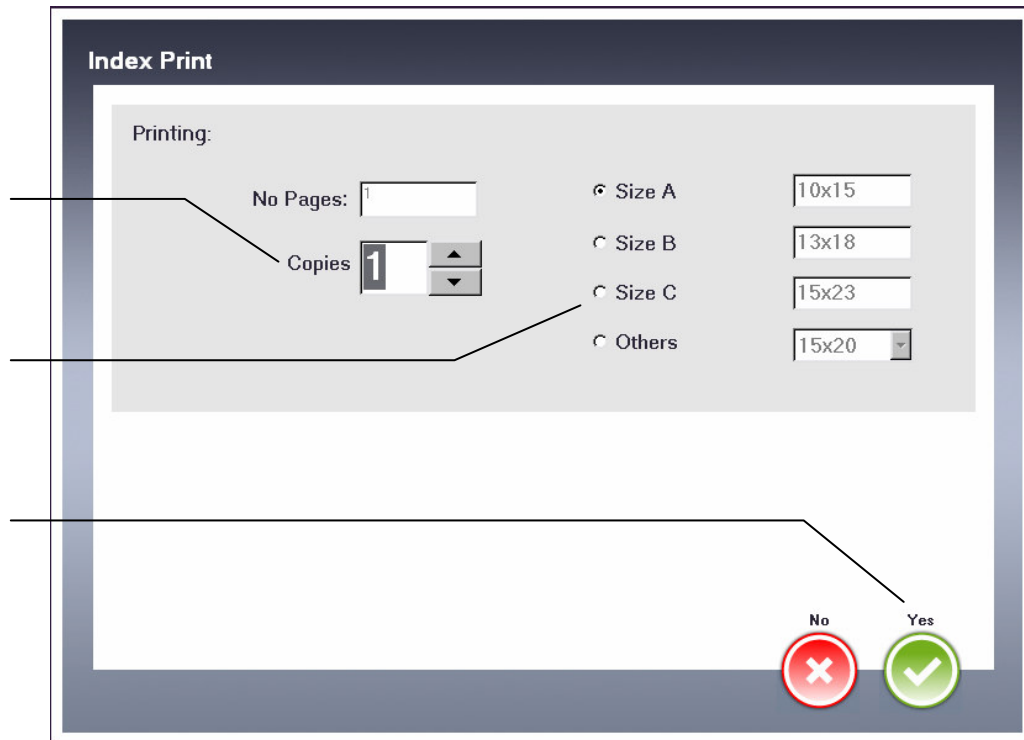 Index Print
Printing:
No Pages: 1
Copies 1
Size A 10x15
Size B 13x18
Size C 15x23
Others 15x20
No Yes